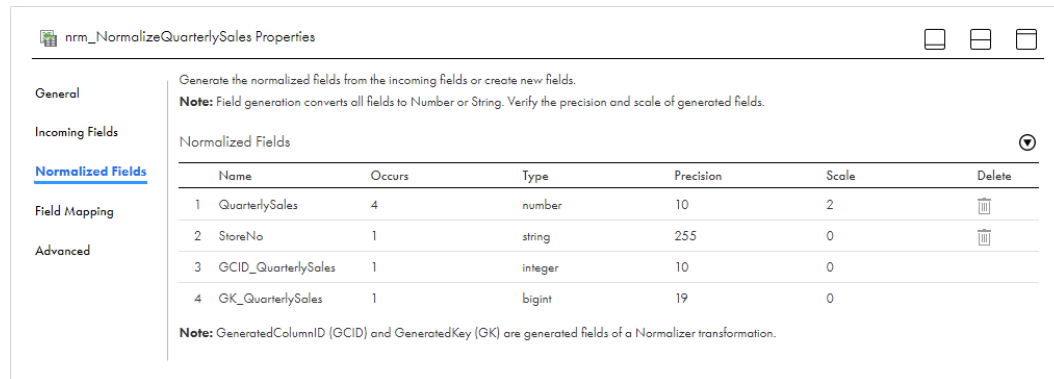 nrm_NormalizeQuarterlySales Properties
General
Incoming Fields
Normalized Fields
Field Mapping
Advanced
Generate the normalized fields from the incoming fields or create new fields.
Note: Field generation converts all fields to Number or String. Verify the precision and scale of generated fields.
Normalized Fields
Name Occurs Type Precision Scale Delete
1 QuarterlySales 4 number 10 2
2 StoreNo 1 string 255 0
3 GCID_QuarterlySales 1 integer 10 0
4 GK_QuarterlySales 1 bigint 19 0
Note: GeneratedColumnID (GCID) and GeneratedKey (GK) are generated fields of a Normalizer transformation.